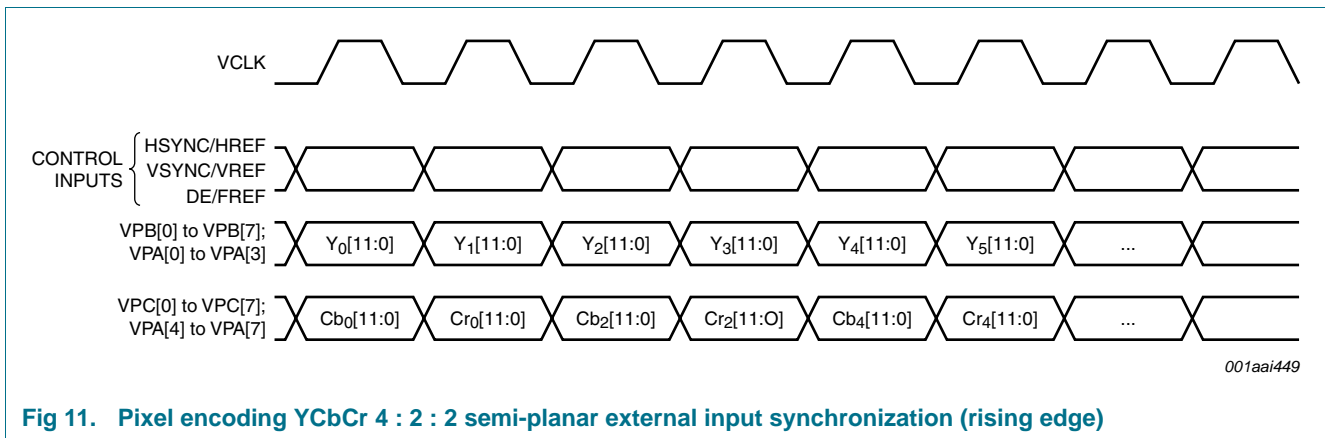 VCLK
CONTROL INPUTS
HSYNC/HREF
VSYNC/VREF
DE/FREF
VPB[0] to VPB[7];
VPA[0] to VPA[3]
Y0[11:0] Y1[11:0] Y2[11:0] Y3[11:0] Y4[11:0] Y5[11:0] ...
VPC[0] to VPC[7];
VPA[4] to VPA[7]
Cb0[11:0] Cr0[11:0] Cb2[11:0] Cr2[11:O] Cb4[11:0] Cr4[11:0] ...
001aai449
Fig 11. Pixel encoding YCbCr 4 : 2 : 2 semi-planar external input synchronization (rising edge)